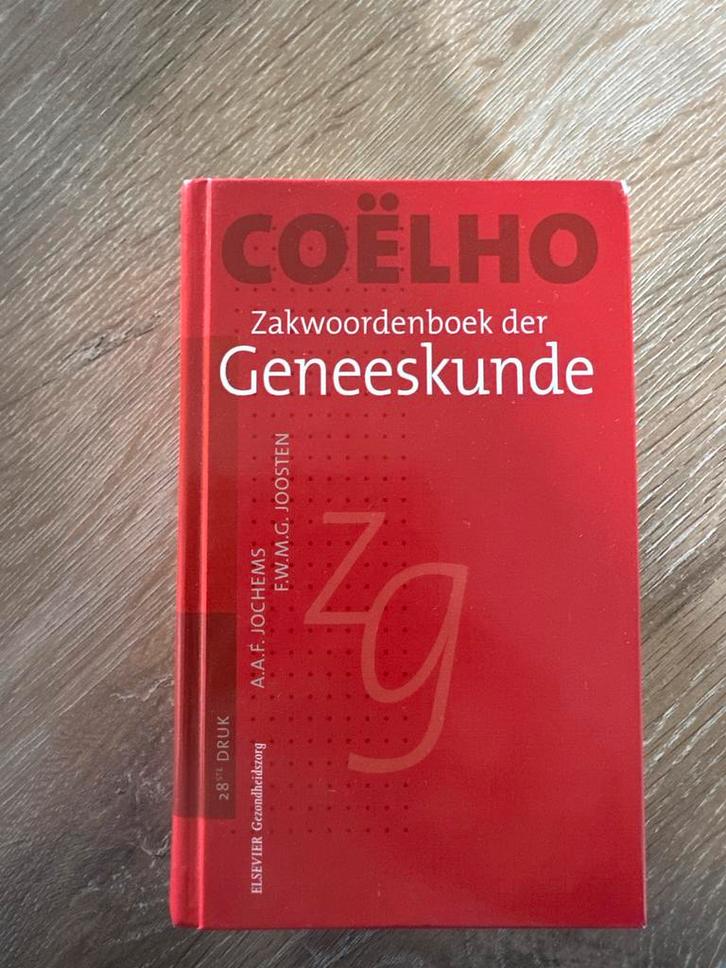 COËLHO
Zakwoordenboek der
Geneeskunde
A.A.F. JOCHEMS
F.W.M.G. JOOSTEN
zg
28STE DRUK
ELSEVIER Gezondheidszorg